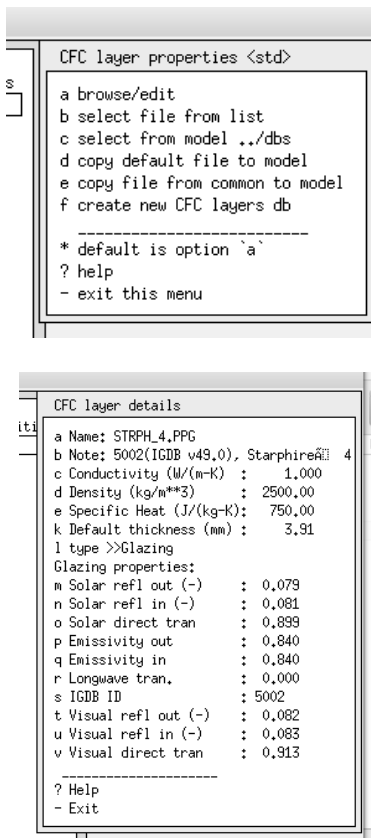 CFC layer properties <std>
s
a browse/edit
b select file from list
c select from model ../dbs
d copy default file to model
e copy file from common to model
f create new CFC layers db
* default is option `a`
? help
- exit this menu
CFC layer details
iti
a Name: STRPH_4.PPG
b Note: 5002(IGDB v49.0), Starphire 4
c Conductivity (W/(m-K) : 1.000
d Density (kg/m**3) : 2500.00
e Specific Heat (J/(kg-K): 750.00
k Default thickness (mm) : 3.91
l type >>Glazing
Glazing properties:
m Solar refl out (-) : 0.079
n Solar refl in (-) : 0.081
o Solar direct tran : 0.899
p Emissivity out : 0.840
q Emissivity in : 0.840
r Longwave tran. : 0.000
s IGDB ID : 5002
t Visual refl out (-) : 0.082
u Visual refl in (-) : 0.083
v Visual direct tran : 0.913
? Help
- Exit